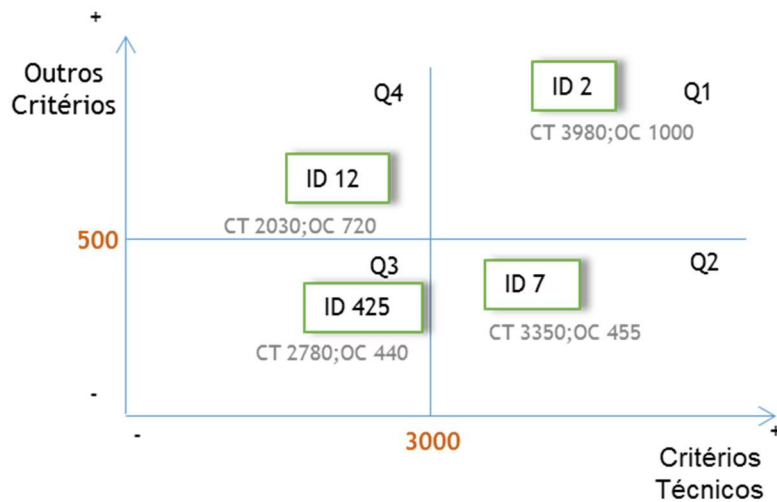 +
Outros
Critérios
Q4
ID 2
Q1
CT 3980;OC 1000
ID 12
CT 2030;OC 720
500
Q3
Q2
ID 7
ID 425
CT 3350;OC 455
CT 2780;OC 440
-
-
3000
+
Critérios
Técnicos